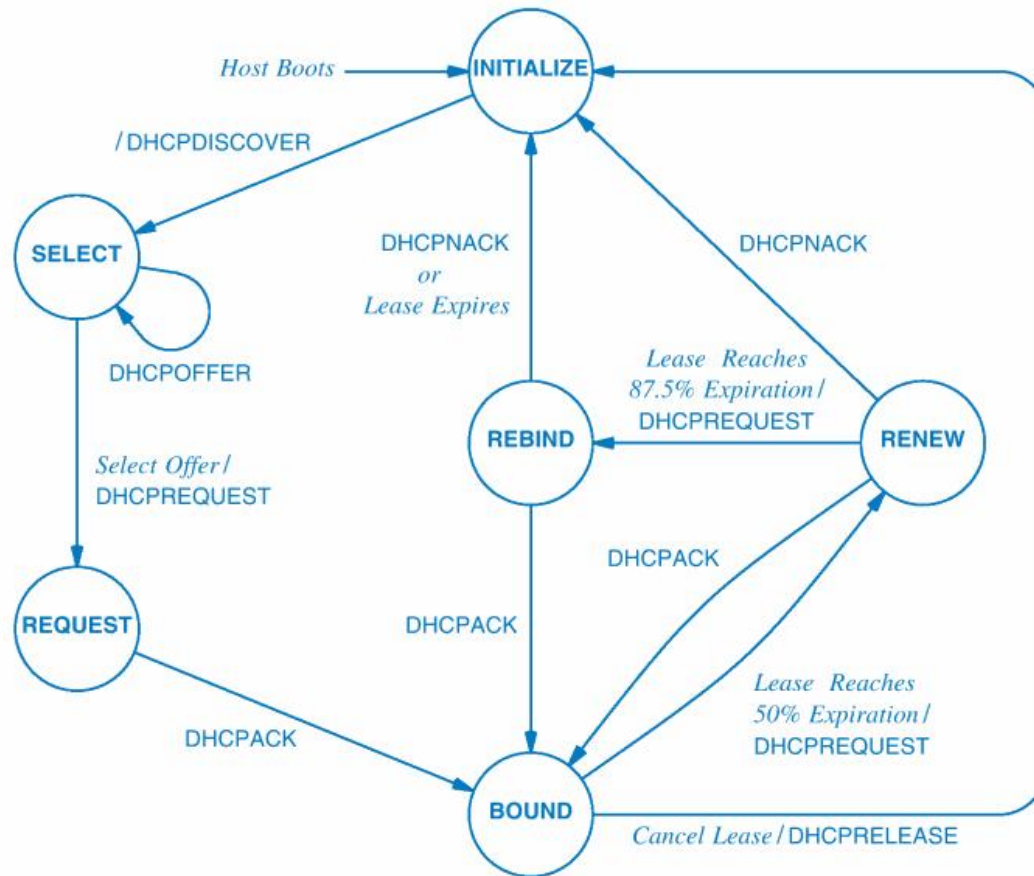 INITIALIZE
Host Boots
/ DHCPDISCOVER
SELECT
DHCPNACK
or
Lease Expires
DHCPNACK
DHCPOFFER
Lease Reaches
87.5% Expiration /
DHCPREQUEST
REBIND
RENEW
Select Offer /
DHCPREQUEST
DHCPACK
REQUEST
DHCPACK
Lease Reaches
50% Expiration /
DHCPREQUEST
DHCPACK
BOUND
Cancel Lease / DHCPRELEASE